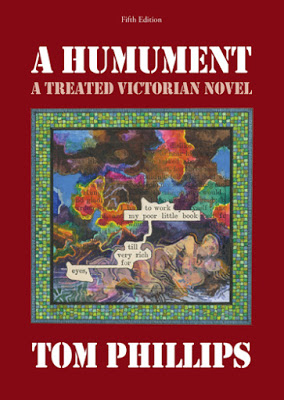 Fifth Edition
A HUMUMENT
A TREATED VICTORIAN NOVEL
to work
my poor little book
till
very rich
for
eyes,
TOM PHILLIPS